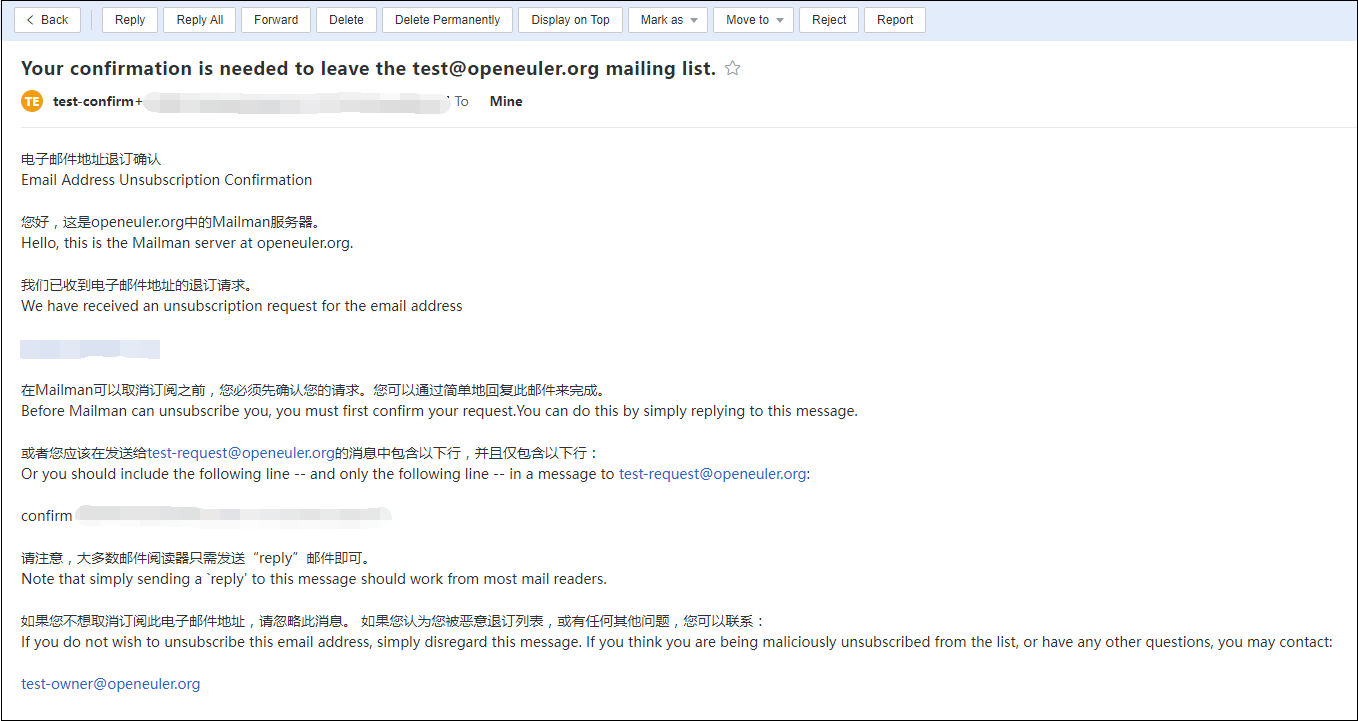 Back Reply Reply All Forward Delete Delete Permanently Display on Top Mark as Move to Reject Report
Your confirmation is needed to leave the test@openeuler.org mailing list.
TE test-confirm+ To Mine
电子邮件地址退订确认
Email Address Unsubscription Confirmation
您好，这是openeuler.org中的Mailman服务器。
Hello, this is the Mailman server at openeuler.org.
我们已收到电子邮件地址的退订请求。
We have received an unsubscription request for the email address
在Mailman可以取消订阅之前，您必须先确认您的请求。您可以通过简单地回复此邮件来完成。
Before Mailman can unsubscribe you, you must first confirm your request.You can do this by simply replying to this message.
或者您应该在发送给test-request@openeuler.org的消息中包含以下行，并且仅包含以下行：
Or you should include the following line -- and only the following line -- in a message to test-request@openeuler.org:
confirm
请注意，大多数邮件阅读器只需发送“reply”邮件即可。
Note that simply sending a `reply' to this message should work from most mail readers.
如果您不想取消订阅此电子邮件地址，请忽略此消息。 如果您认为您被恶意退订列表，或有任何其他问题，您可以联系：
If you do not wish to unsubscribe this email address, simply disregard this message. If you think you are being maliciously unsubscribed from the list, or have any other questions, you may contact:
test-owner@openeuler.org